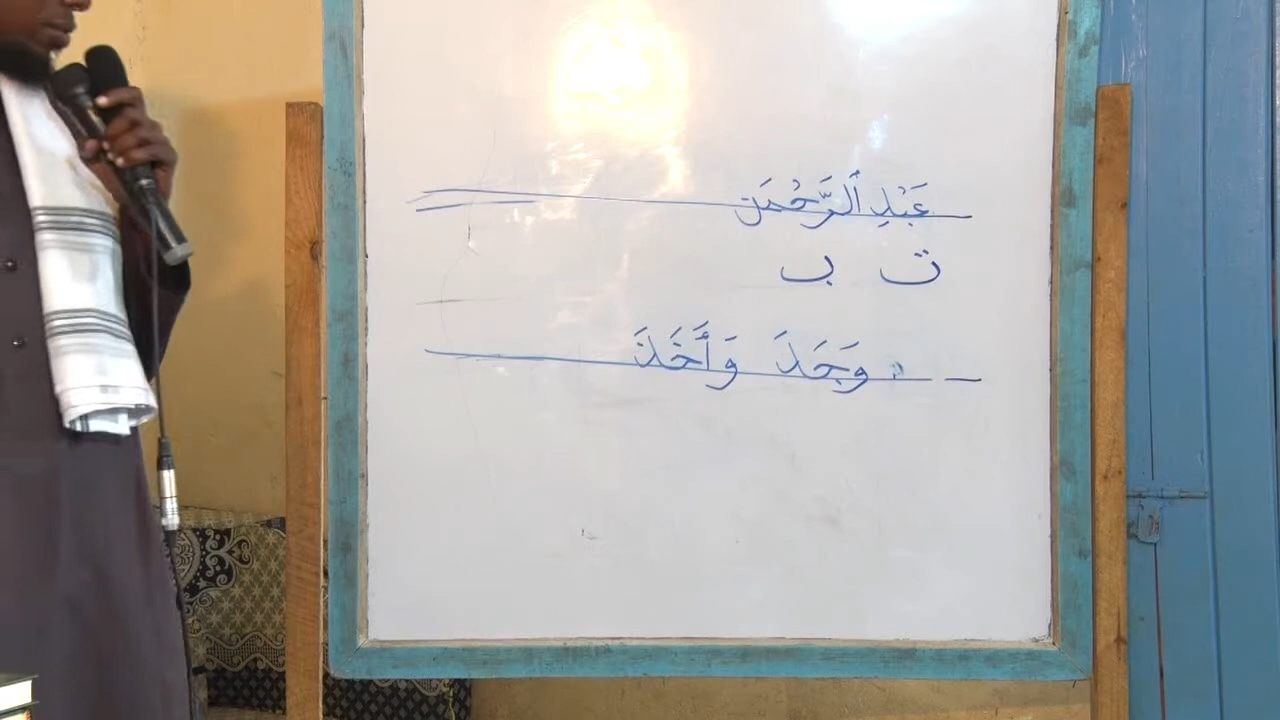 عَبْدِ ٱلرَّحْمَن
ت ب
وَجَدَ وَأَخَذَ